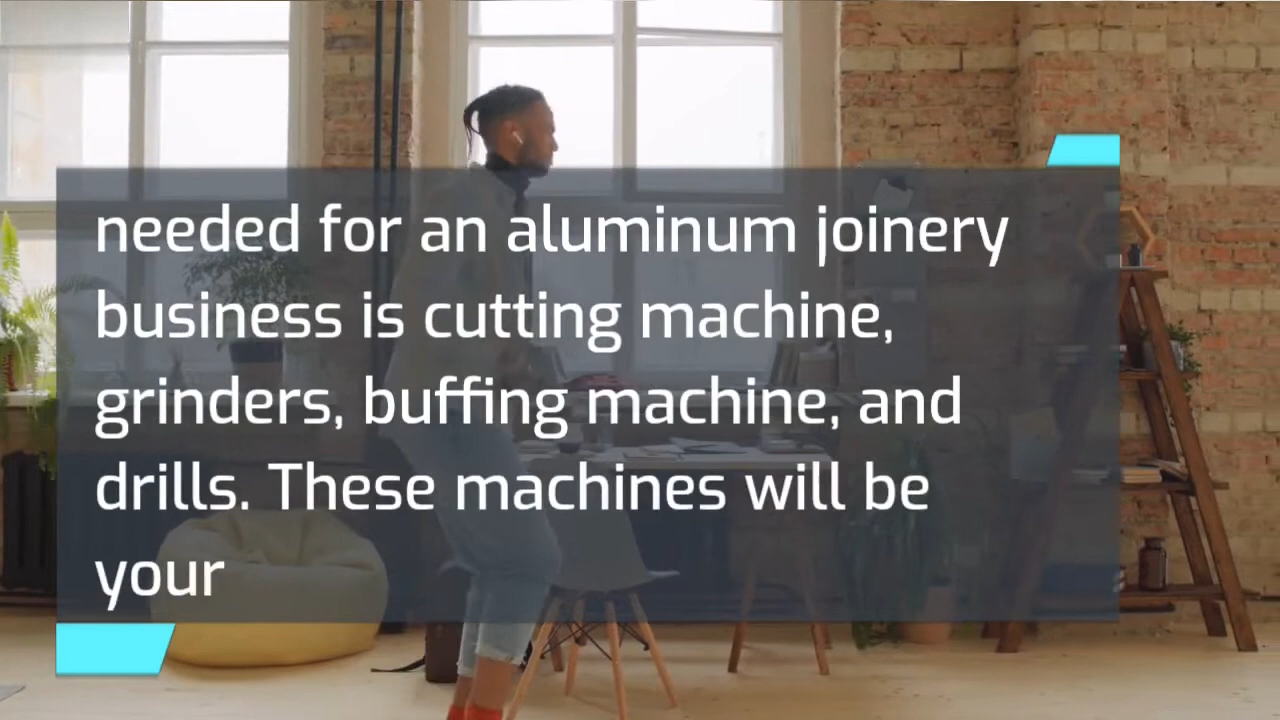 needed for an aluminum joinery
business is cutting machine,
grinders, buffing machine, and
drills. These machines will be
your